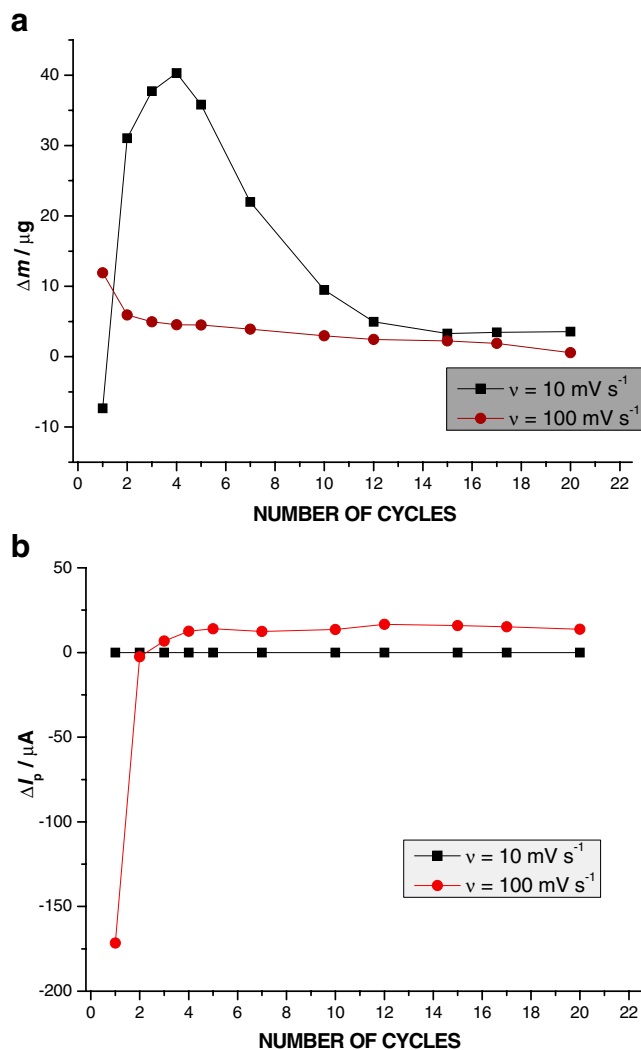 a
40
30
20
10
0
-10
Δm / μg
ν = 10 mV s⁻¹
ν = 100 mV s⁻¹
0 2 4 6 8 10 12 14 16 18 20 22
NUMBER OF CYCLES
b
50
0
-50
-100
-150
-200
ΔIₚ / μA
ν = 10 mV s⁻¹
ν = 100 mV s⁻¹
0 2 4 6 8 10 12 14 16 18 20 22
NUMBER OF CYCLES